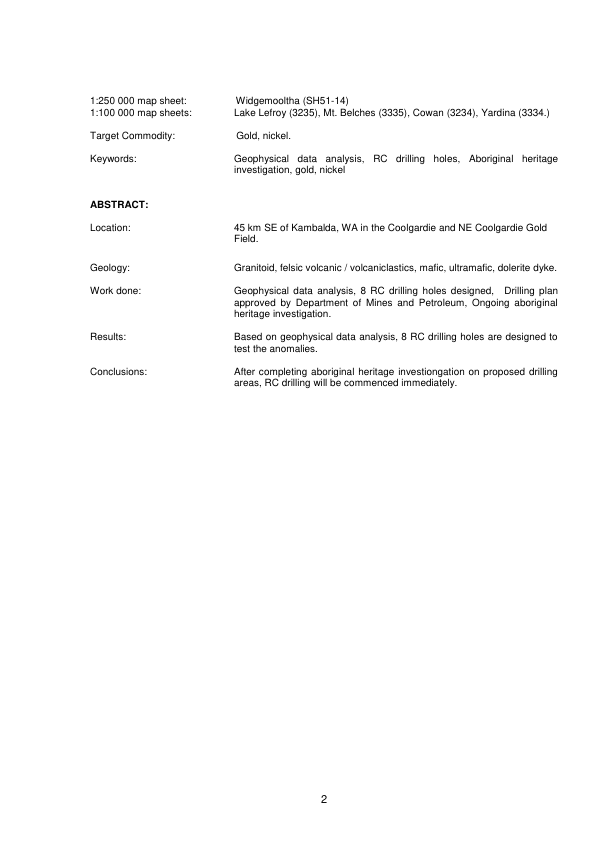 1:250 000 map sheet: Widgemooltha (SH51-14)
1:100 000 map sheets: Lake Lefroy (3235), Mt. Belches (3335), Cowan (3234), Yardina (3334.)
Target Commodity: Gold, nickel.
Keywords: Geophysical data analysis, RC drilling holes, Aboriginal heritage
investigation, gold, nickel
ABSTRACT:
Location: 45 km SE of Kambalda, WA in the Coolgardie and NE Coolgardie Gold
Field.
Geology: Granitoid, felsic volcanic / volcaniclastics, mafic, ultramafic, dolerite dyke.
Work done: Geophysical data analysis, 8 RC drilling holes designed, Drilling plan
approved by Department of Mines and Petroleum, Ongoing aboriginal
heritage investigation.
Results: Based on geophysical data analysis, 8 RC drilling holes are designed to
test the anomalies.
Conclusions: After completing aboriginal heritage investiongation on proposed drilling
areas, RC drilling will be commenced immediately.
2